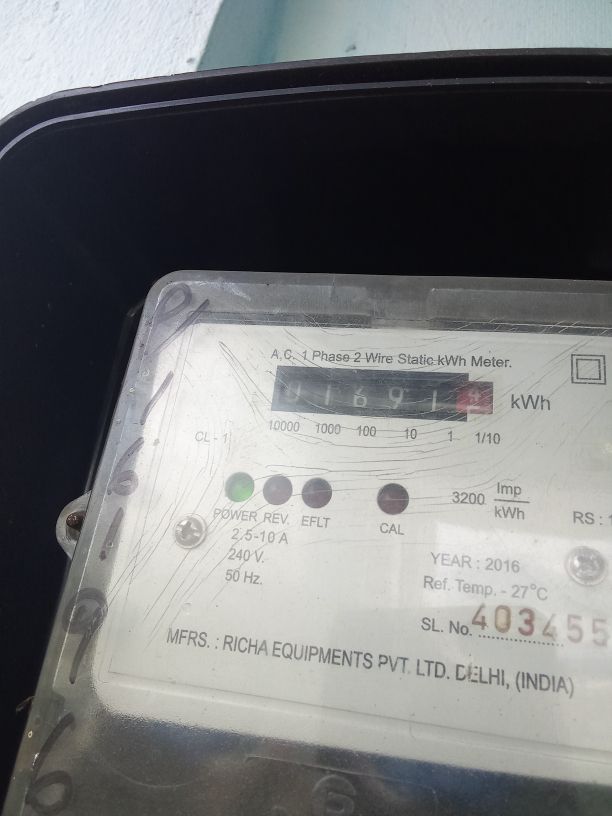 A.C. 1 Phase 2 Wire Static kWh Meter.
01691 kWh
10000 1000 100 10 1 1/10
CL - 1
3200 Imp/kWh
POWER REV. EFLT CAL
RS :
2.5-10 A
240 V.
50 Hz.
YEAR : 2016
Ref. Temp. - 27°C
SL. No. 403455
MFRS. : RICHA EQUIPMENTS PVT. LTD. DELHI, (INDIA)